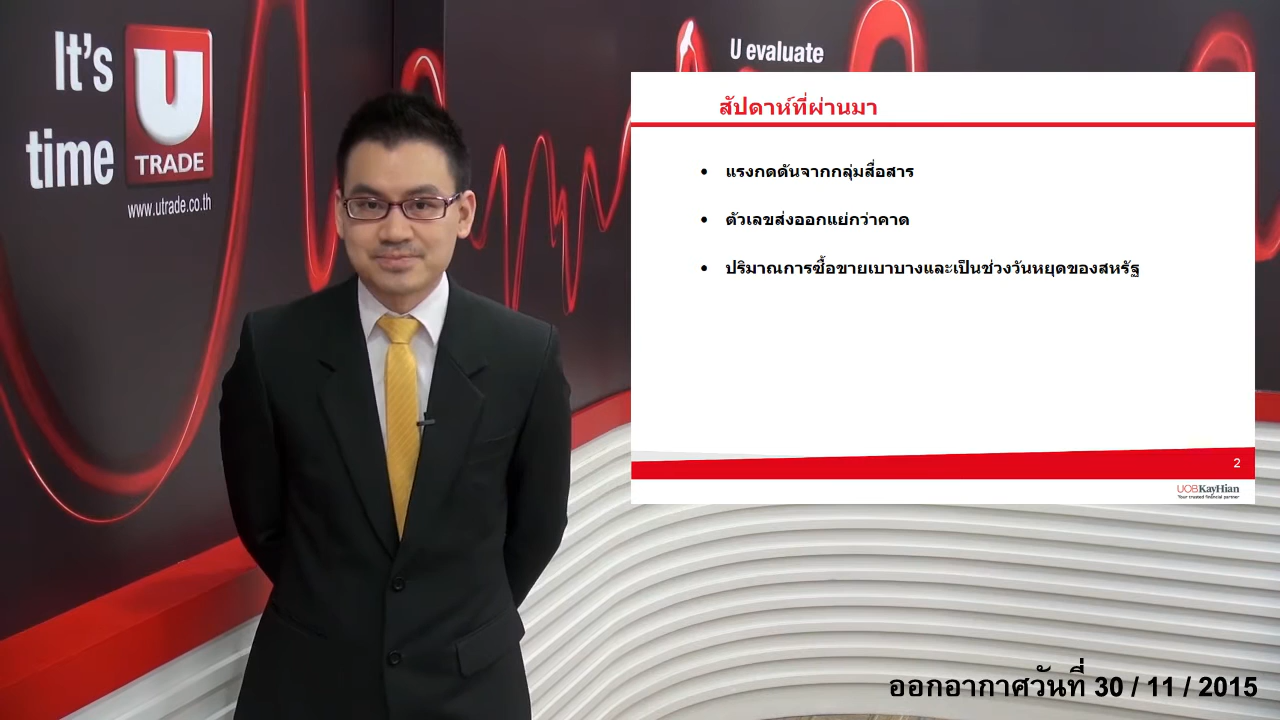 It's
time
U
TRADE
www.utrade.co.th
U evaluate
สัปดาห์ที่ผ่านมา
• แรงกดดันจากกลุ่มสื่อสาร
• ตัวเลขส่งออกแย่กว่าคาด
• ปริมาณการซื้อขายเบาบางและเป็นช่วงวันหยุดของสหรัฐ
2
UOBKayHian
Your trusted financial partner
ออกอากาศวันที่ 30 / 11 / 2015